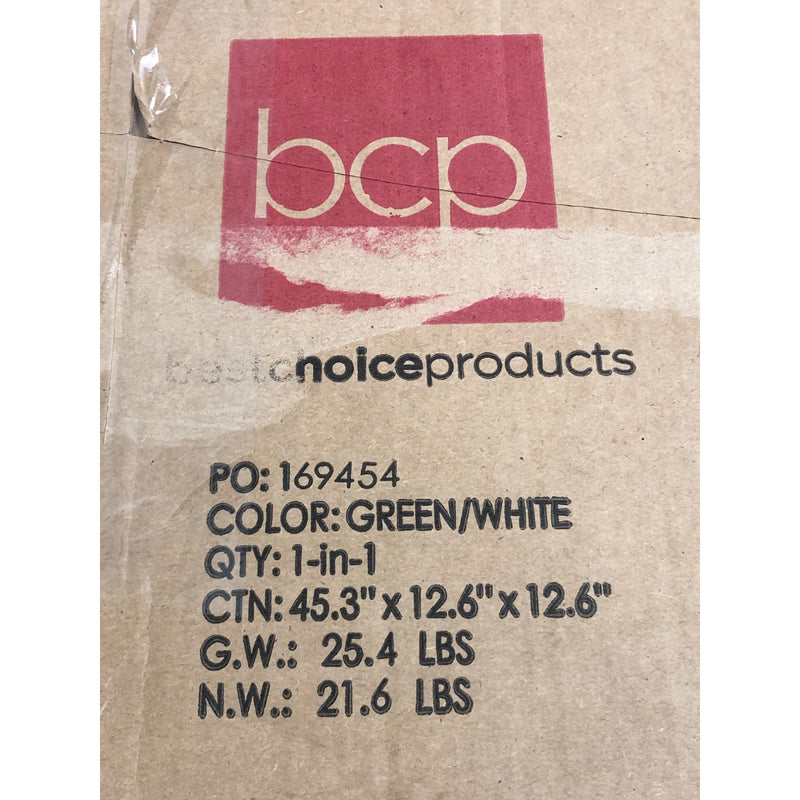 bcp
bestchoiceproducts
PO: 169454
COLOR: GREEN/WHITE
QTY: 1-in-1
CTN: 45.3" x 12.6" x 12.6"
G.W.: 25.4 LBS
N.W.: 21.6 LBS